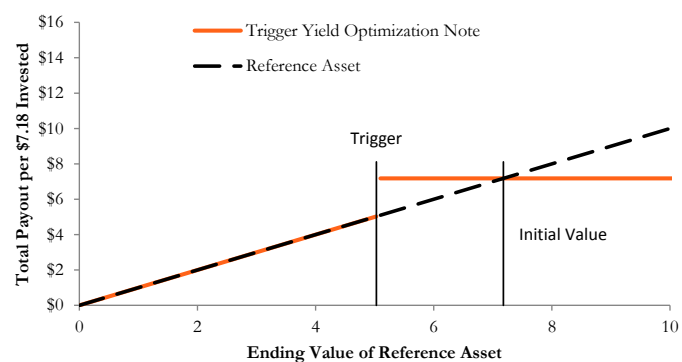 Total Payout per $7.18 Invested
$16
$14
$12
$10
$8
$6
$4
$2
$0
Trigger Yield Optimization Note
Reference Asset
Trigger
Initial Value
0 2 4 6 8 10
Ending Value of Reference Asset